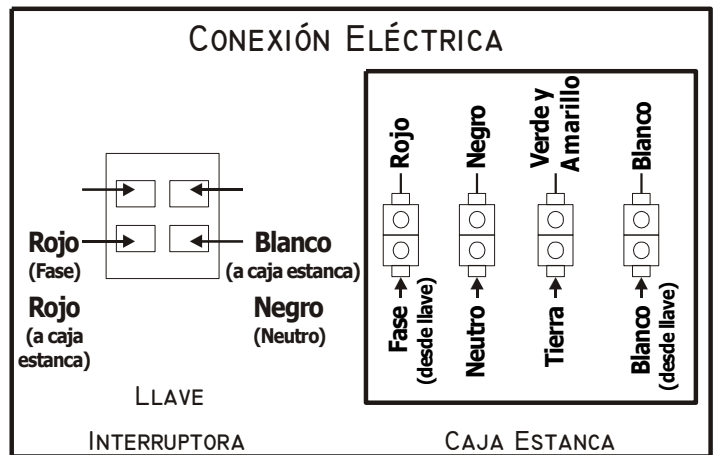 CONEXIÓN ELÉCTRICA
Rojo
(Fase)
Blanco
(a caja estanca)
Rojo
(a caja
estanca)
Negro
(Neutro)
LLAVE
INTERRUPTORA
Rojo
Negro
Verde y
Amarillo
Blanco
Fase
(desde llave)
Neutro
Tierra
Blanco
(desde llave)
CAJA ESTANCA